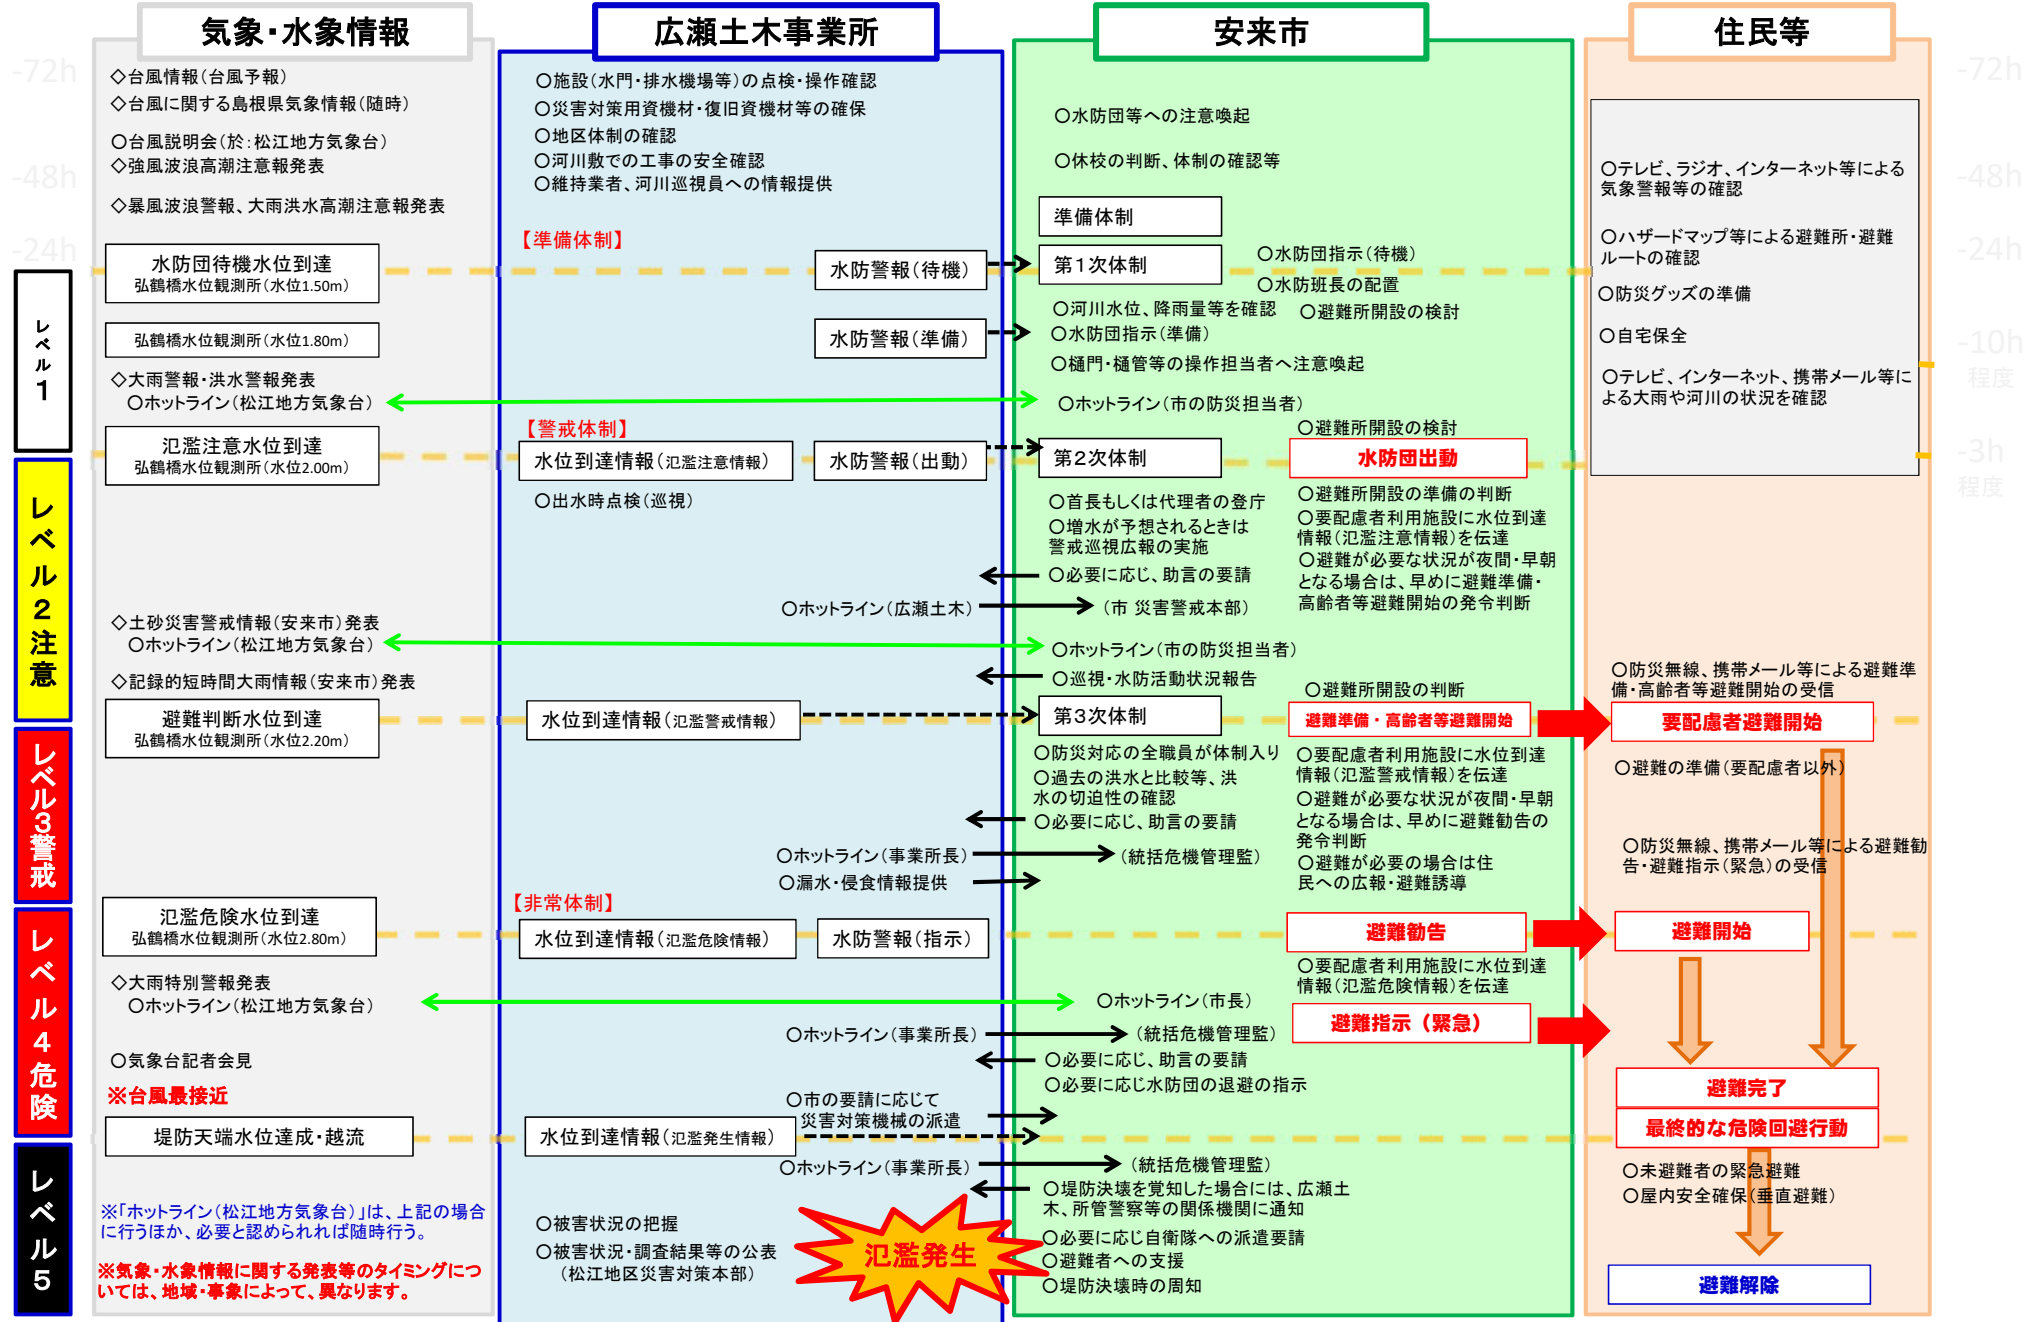 気象・水象情報
広瀬土木事業所
安来市
住民等
-72h
-48h
-24h
レベル1
レベル2注意
レベル3警戒
レベル4危険
レベル5
◇台風情報(台風予報)
◇台風に関する島根県気象情報(随時)
○台風説明会(於:松江地方気象台)
◇強風波浪高潮注意報発表
◇暴風波浪警報、大雨洪水高潮注意報発表
水防団待機水位到達
弘鶴橋水位観測所(水位1.50m)
弘鶴橋水位観測所(水位1.80m)
◇大雨警報・洪水警報発表
○ホットライン(松江地方気象台)
氾濫注意水位到達
弘鶴橋水位観測所(水位2.00m)
◇土砂災害警戒情報(安来市)発表
○ホットライン(松江地方気象台)
◇記録的短時間大雨情報(安来市)発表
避難判断水位到達
弘鶴橋水位観測所(水位2.20m)
氾濫危険水位到達
弘鶴橋水位観測所(水位2.80m)
◇大雨特別警報発表
○ホットライン(松江地方気象台)
○気象台記者会見
※台風最接近
堤防天端水位達成・越流
※「ホットライン(松江地方気象台)」は、上記の場合
に行うほか、必要と認められれば随時行う。
※気象・水象情報に関する発表等のタイミングにつ
いては、地域・事象によって、異なります。
○施設(水門・排水機場等)の点検・操作確認
○災害対策用資機材・復旧資機材等の確保
○地区体制の確認
○河川敷での工事の安全確認
○維持業者、河川巡視員への情報提供
【準備体制】
水防警報(待機)
水防警報(準備)
【警戒体制】
水位到達情報(氾濫注意情報)
水防警報(出動)
○出水時点検(巡視)
○ホットライン(広瀬土木)
水位到達情報(氾濫警戒情報)
○ホットライン(事業所長)
○漏水・侵食情報提供
【非常体制】
水位到達情報(氾濫危険情報)
水防警報(指示)
○ホットライン(事業所長)
○市の要請に応じて
災害対策機械の派遣
水位到達情報(氾濫発生情報)
○ホットライン(事業所長)
○被害状況の把握
○被害状況・調査結果等の公表
(松江地区災害対策本部)
氾濫発生
○水防団等への注意喚起
○休校の判断、体制の確認等
準備体制
第1次体制
○水防団指示(待機)
○水防班長の配置
○河川水位、降雨量等を確認
○避難所開設の検討
○水防団指示(準備)
○樋門・樋管等の操作担当者へ注意喚起
○ホットライン(市の防災担当者)
○避難所開設の検討
第2次体制
水防団出動
○首長もしくは代理者の登庁
○増水が予想されるときは
警戒巡視広報の実施
○必要に応じ、助言の要請
(市 災害警戒本部)
○避難所開設の準備の判断
○要配慮者利用施設に水位到達
情報(氾濫注意情報)を伝達
○避難が必要な状況が夜間・早朝
となる場合は、早めに避難準備・
高齢者等避難開始の発令判断
○ホットライン(市の防災担当者)
○巡視・水防活動状況報告
○避難所開設の判断
第3次体制
避難準備・高齢者等避難開始
○防災対応の全職員が体制入り
○過去の洪水と比較等、洪
水の切迫性の確認
○必要に応じ、助言の要請
(統括危機管理監)
○要配慮者利用施設に水位到達
情報(氾濫警戒情報)を伝達
○避難が必要な状況が夜間・早朝
となる場合は、早めに避難勧告の
発令判断
○避難が必要の場合は住
民への広報・避難誘導
避難勧告
○要配慮者利用施設に水位到達
情報(氾濫危険情報)を伝達
○ホットライン(市長)
避難指示(緊急)
(統括危機管理監)
○必要に応じ、助言の要請
○必要に応じ水防団の退避の指示
(統括危機管理監)
○堤防決壊を覚知した場合には、広瀬土
木、所管警察等の関係機関に通知
○必要に応じ自衛隊への派遣要請
○避難者への支援
○堤防決壊時の周知
○テレビ、ラジオ、インターネット等による
気象警報等の確認
○ハザードマップ等による避難所・避難
ルートの確認
○防災グッズの準備
○自宅保全
○テレビ、インターネット、携帯メール等に
よる大雨や河川の状況を確認
○防災無線、携帯メール等による避難準
備・高齢者等避難開始の受信
要配慮者避難開始
○避難の準備(要配慮者以外)
○防災無線、携帯メール等による避難勧
告・避難指示(緊急)の受信
避難開始
避難完了
最終的な危険回避行動
○未避難者の緊急避難
○屋内安全確保(垂直避難)
避難解除
-72h
-48h
-24h
-10h
程度
-3h
程度